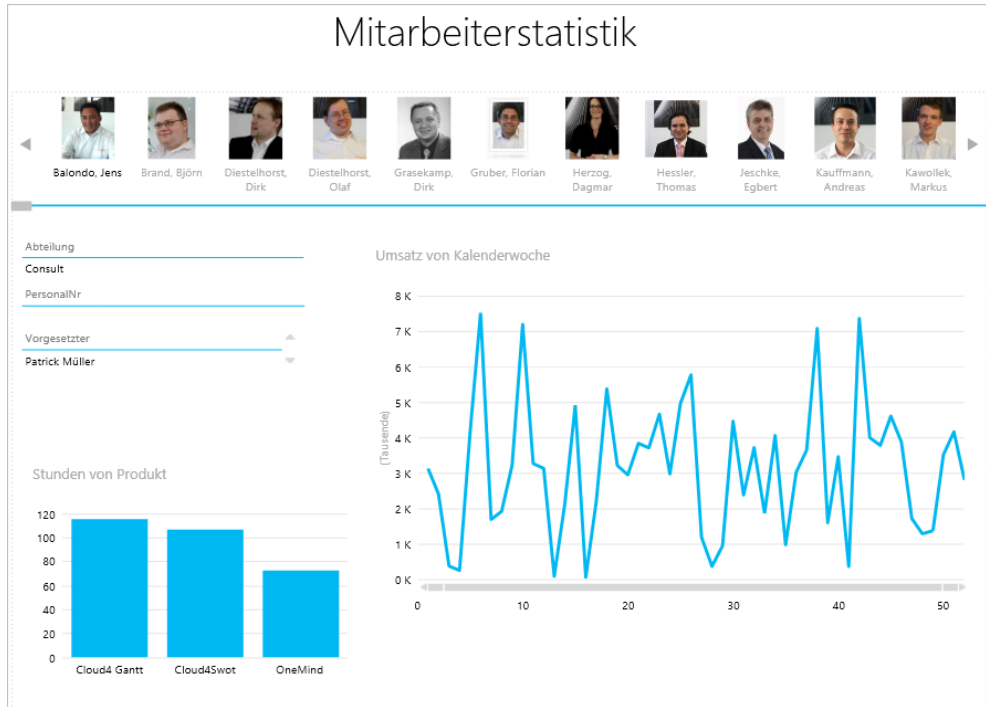 Mitarbeiterstatistik
Balondo, Jens
Brand, Björn
Diestelhorst,
Dirk
Diestelhorst,
Olaf
Grasekamp,
Dirk
Gruber, Florian
Herzog,
Dagmar
Hessler,
Thomas
Jeschke,
Egbert
Kauffmann,
Andreas
Kawollek,
Markus
Abteilung
Consult
PersonalNr
Vorgesetzter
Patrick Müller
Stunden von Produkt
120
100
80
60
40
20
0
Cloud4 Gantt
Cloud4Swot
OneMind
Umsatz von Kalenderwoche
(Tausende)
8 K
7 K
6 K
5 K
4 K
3 K
2 K
1 K
0 K
0 10 20 30 40 50